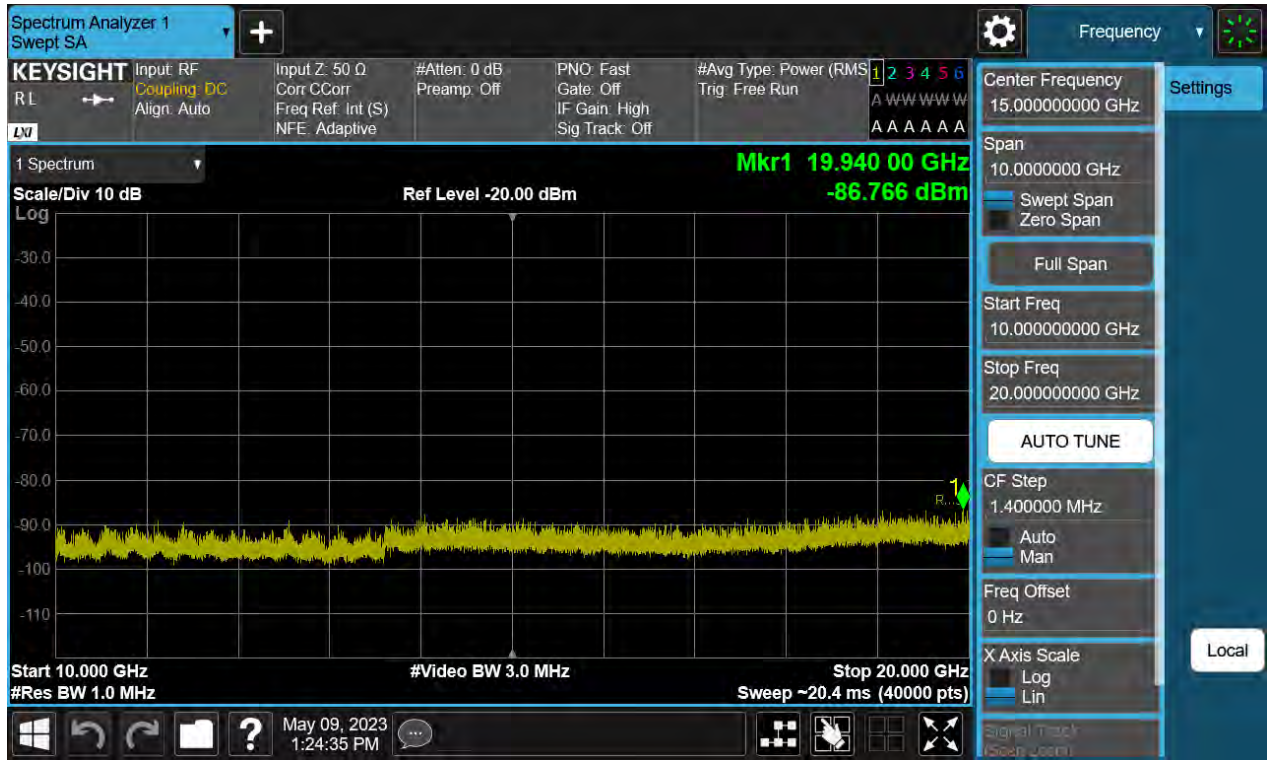 Spectrum Analyzer 1
Swept SA
+
Frequency
KEYSIGHT
RL
LXI
Input: RF
Coupling: DC
Align: Auto
Input Z: 50 Ω
Corr CCorr
Freq Ref: Int (S)
NFE: Adaptive
#Atten: 0 dB
Preamp: Off
PNO: Fast
Gate: Off
IF Gain: High
Sig Track: Off
#Avg Type: Power (RMS
Trig: Free Run
1 2 3 4 5 6
A W W W W W
A A A A A A
1 Spectrum
Scale/Div 10 dB
Ref Level -20.00 dBm
Mkr1 19.940 00 GHz
-86.766 dBm
Log
-30.0
-40.0
-50.0
-60.0
-70.0
-80.0
-90.0
-100
-110
1
R...
Start 10.000 GHz
#Video BW 3.0 MHz
Stop 20.000 GHz
#Res BW 1.0 MHz
Sweep ~20.4 ms (40000 pts)
?
May 09, 2023
1:24:35 PM
Center Frequency
15.000000000 GHz
Settings
Span
10.0000000 GHz
Swept Span
Zero Span
Full Span
Start Freq
10.000000000 GHz
Stop Freq
20.000000000 GHz
AUTO TUNE
CF Step
1.400000 MHz
Auto
Man
Freq Offset
0 Hz
X Axis Scale
Log
Lin
Local
Signal Track
(Span Zoom)